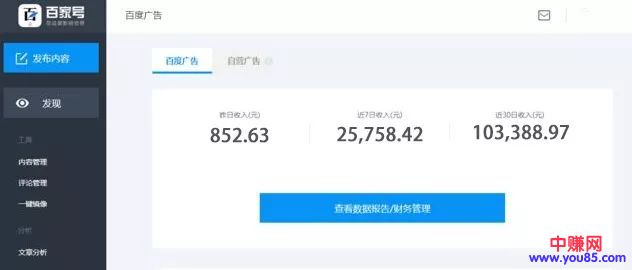 百家号
百度广告
发布内容
发现
工具
内容管理
评论管理
一键镜像
分析
文章分析
百度广告
自营广告
昨日收入(元)
近7日收入(元)
近30日收入(元)
852.63
25,758.42
103,388.97
查看数据报告/财务管理
中赚网
www.you85.com